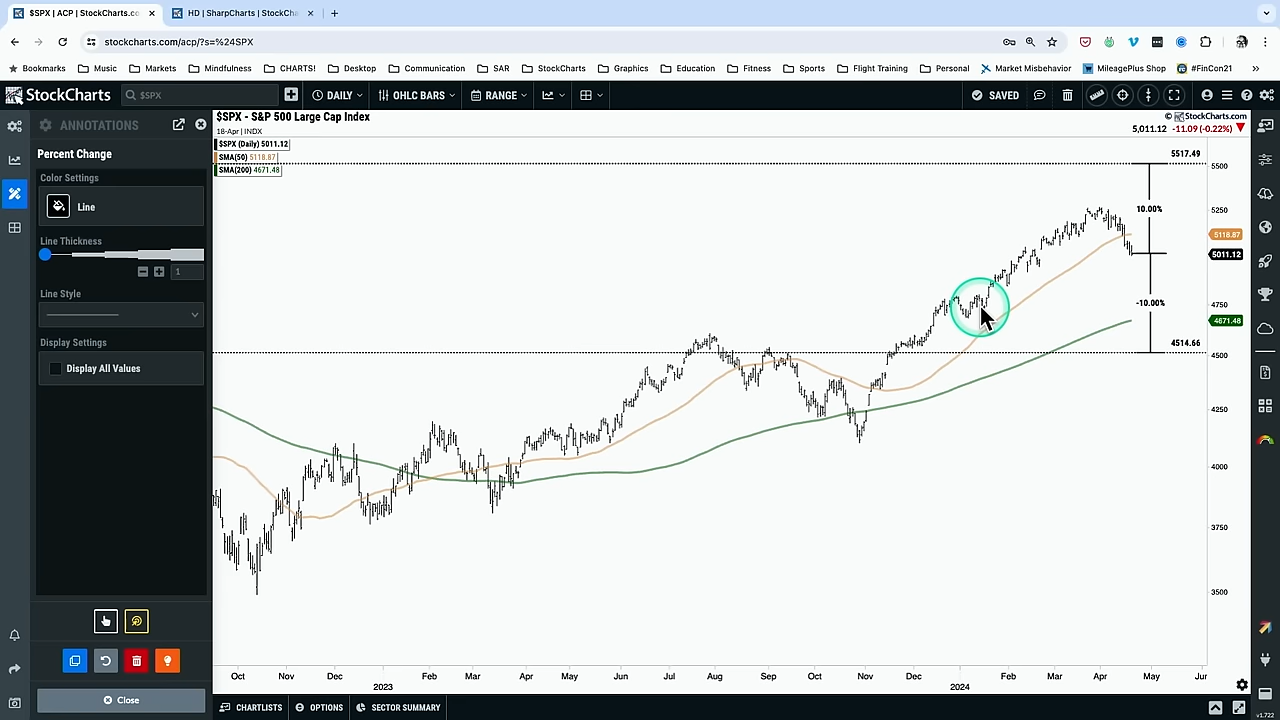 $SPX | ACP | StockCharts.co
HD | SharpCharts | StockCha
stockcharts.com/acp/?s=%24SPX
Bookmarks Music Markets Mindfulness CHARTS! Desktop Communication SAR StockCharts Graphics Education Fitness Sports Flight Training Personal Market Misbehavior MileagePlus Shop #FinCon21 »
StockCharts $SPX DAILY OHLC BARS RANGE SAVED
ANNOTATIONS
Percent Change
Color Settings
Line
Line Thickness
1
Line Style
Display Settings
Display All Values
Close
$SPX - S&P 500 Large Cap Index
18-Apr | INDX
© StockCharts.com
5,011.12 -11.09 (-0.22%)
$SPX (Daily) 5011.12
SMA(50) 5118.87
SMA(200) 4671.48
5517.49
10.00%
-10.00%
4514.66
5500
5250
5118.87
5011.12
4750
4671.48
4500
4250
4000
3750
3500
Oct Nov Dec Feb Mar Apr May Jun Jul Aug Sep Oct Nov Dec Feb Mar Apr May Jur
2023 2024
CHARTLISTS OPTIONS SECTOR SUMMARY
v1.722